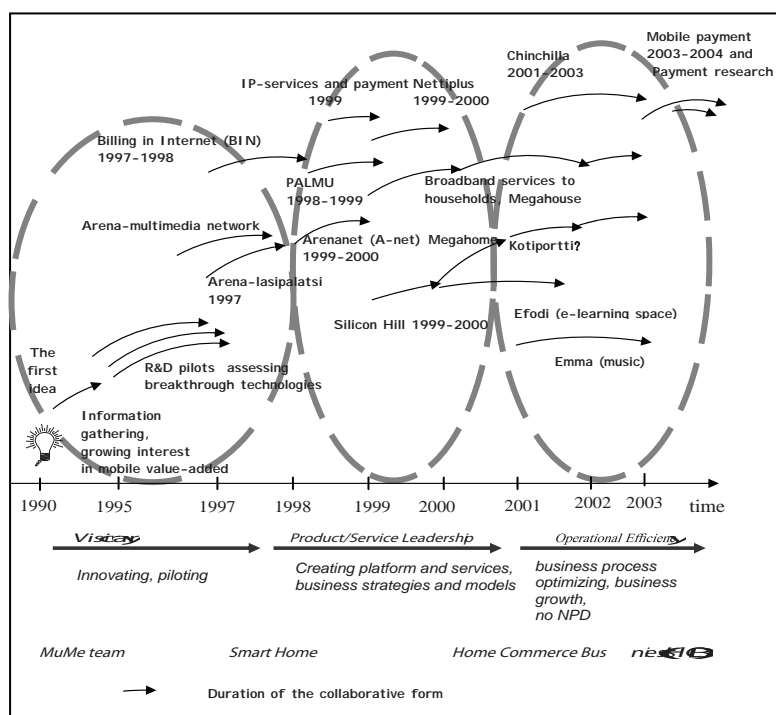 Mobile payment
2003-2004 and
Payment research
Chinchilla
2001-2003
IP-services and payment Nettiplus
1999
1999-2000
Billing in Internet (BIN)
1997-1998
PALMU
1998-1999
Broadband services to
households, Megahouse
Arena-multimedia network
Arenanet (A-net) Megahome
1999-2000
Kotiportti?
Arena-lasipalatsi
1997
Silicon Hill 1999-2000
Efodi (e-learning space)
Emma (music)
The
first
idea
R&D pilots assessing
breakthrough technologies
Information
gathering,
growing interest
in mobile value-added
1990 1995 1997 1998 1999 2000 2001 2002 2003 time
Product/Service Leadership
Operational Efficiency
Innovating, piloting
Creating platform and services,
business strategies and models
business process
optimizing, business
growth,
no NPD
MuMe team
Smart Home
Home Commerce Bus
Duration of the collaborative form